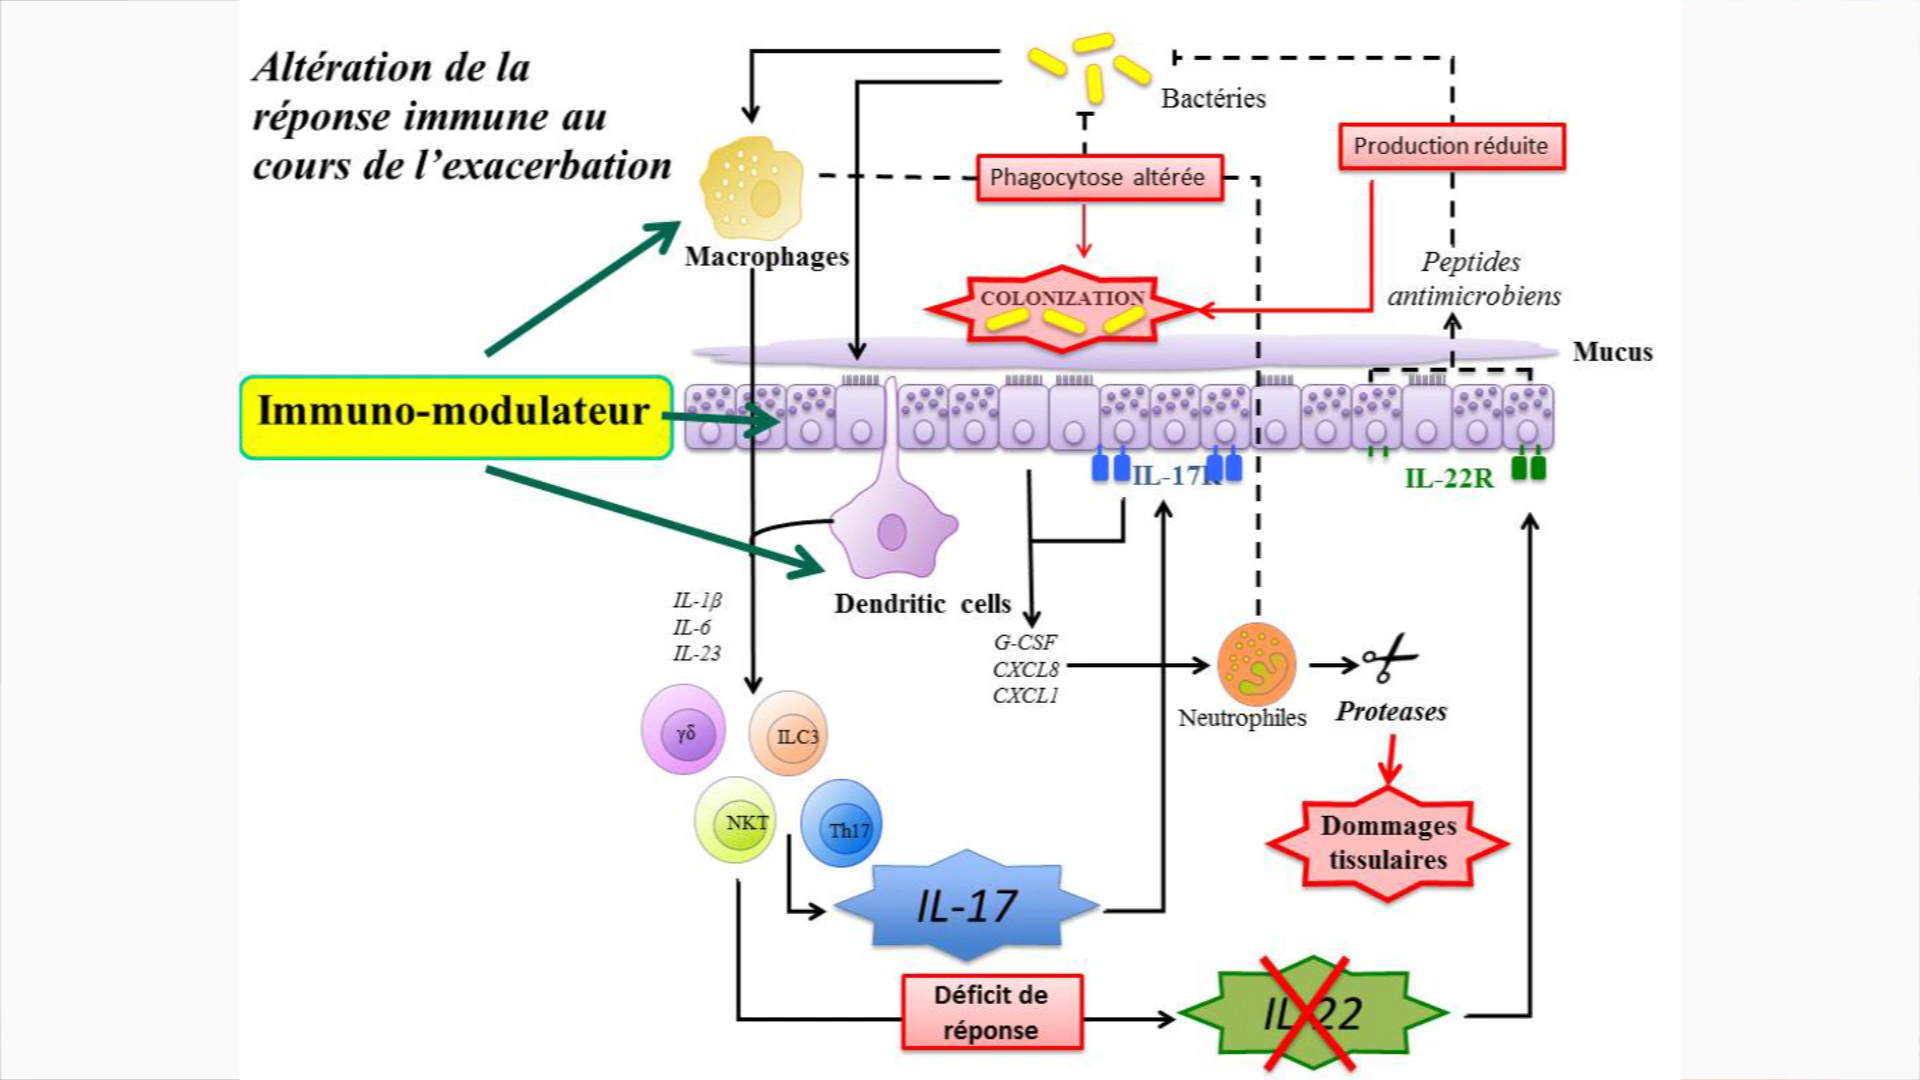 Altération de la
réponse immune au
cours de l’exacerbation
Bactéries
Production réduite
Phagocytose altérée
Macrophages
COLONIZATION
Peptides
antimicrobiens
Mucus
Immuno-modulateur
IL-17R
IL-22R
Dendritic cells
IL-1β
IL-6
IL-23
G-CSF
CXCL8
CXCL1
Neutrophiles
Proteases
γδ
ILC3
NKT
Th17
Dommages
tissulaires
IL-17
Déficit de
réponse
IL-22